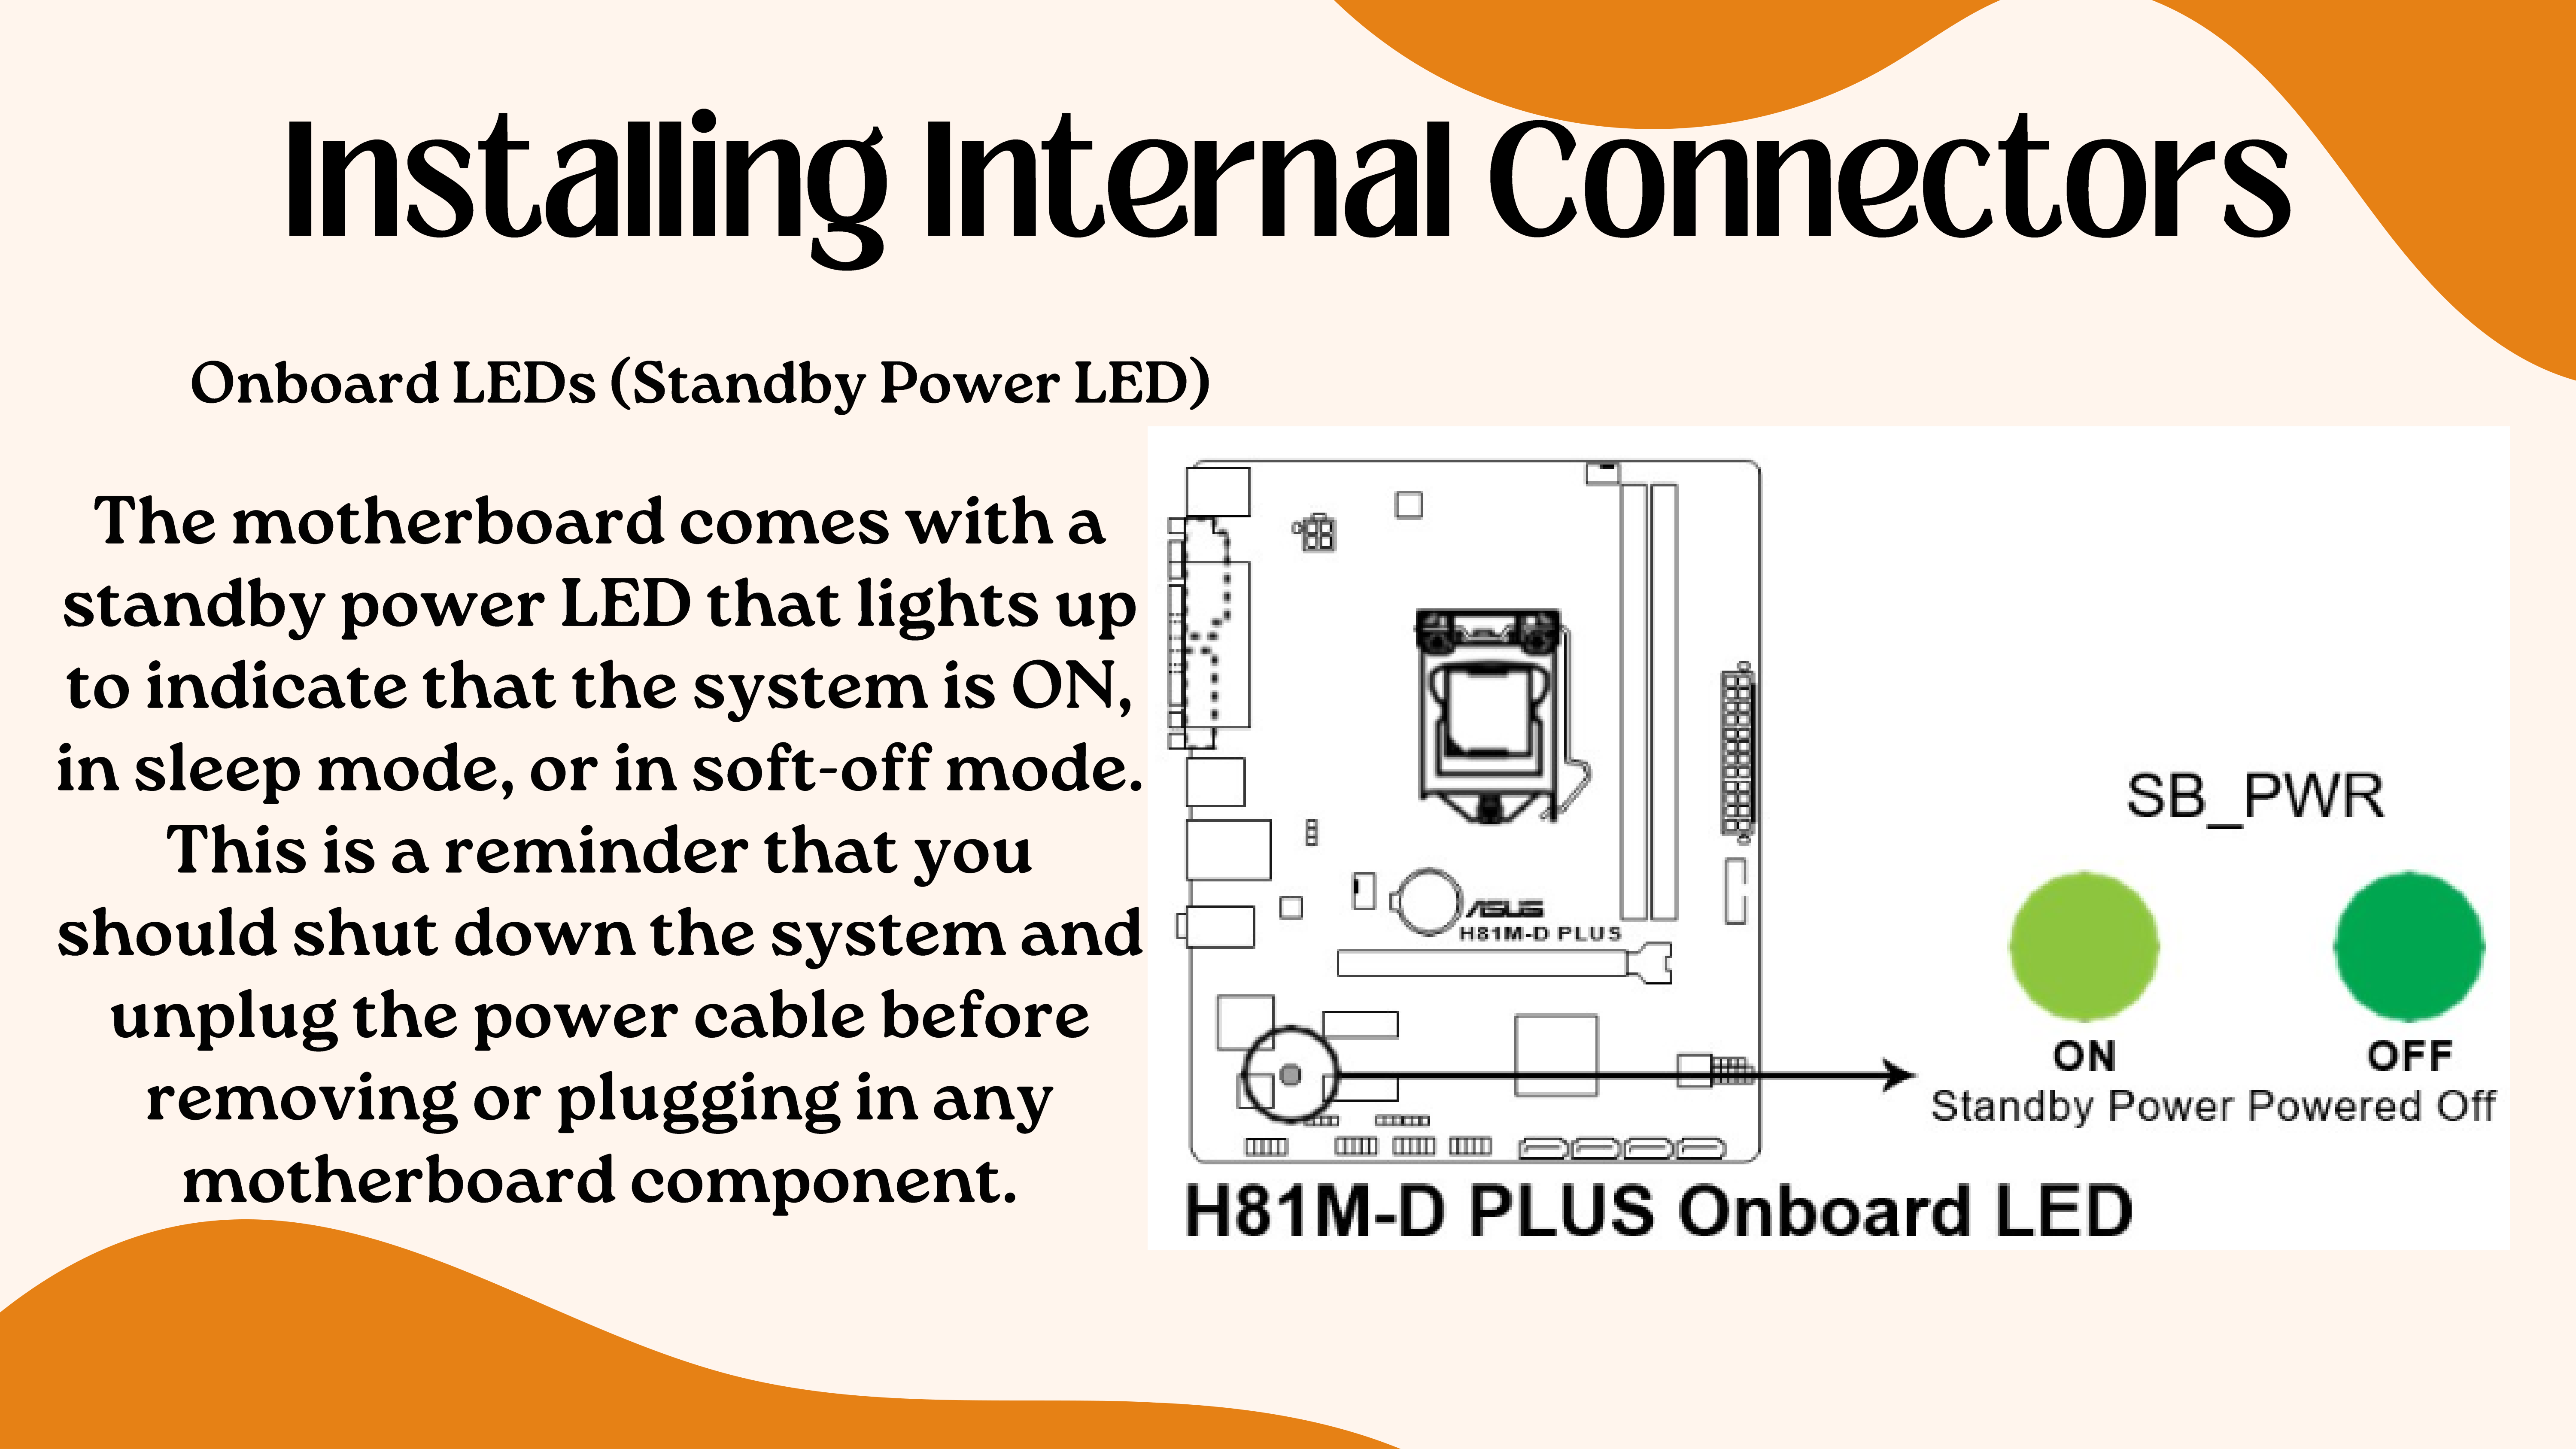 Installing Internal Connectors
Onboard LEDs (Standby Power LED)
The motherboard comes with a
standby power LED that lights up
to indicate that the system is ON,
in sleep mode, or in soft-off mode.
This is a reminder that you
should shut down the system and
unplug the power cable before
removing or plugging in any
motherboard component.
ASUS
H81M-D PLUS
SB_PWR
ON
OFF
Standby Power
Powered Off
H81M-D PLUS Onboard LED